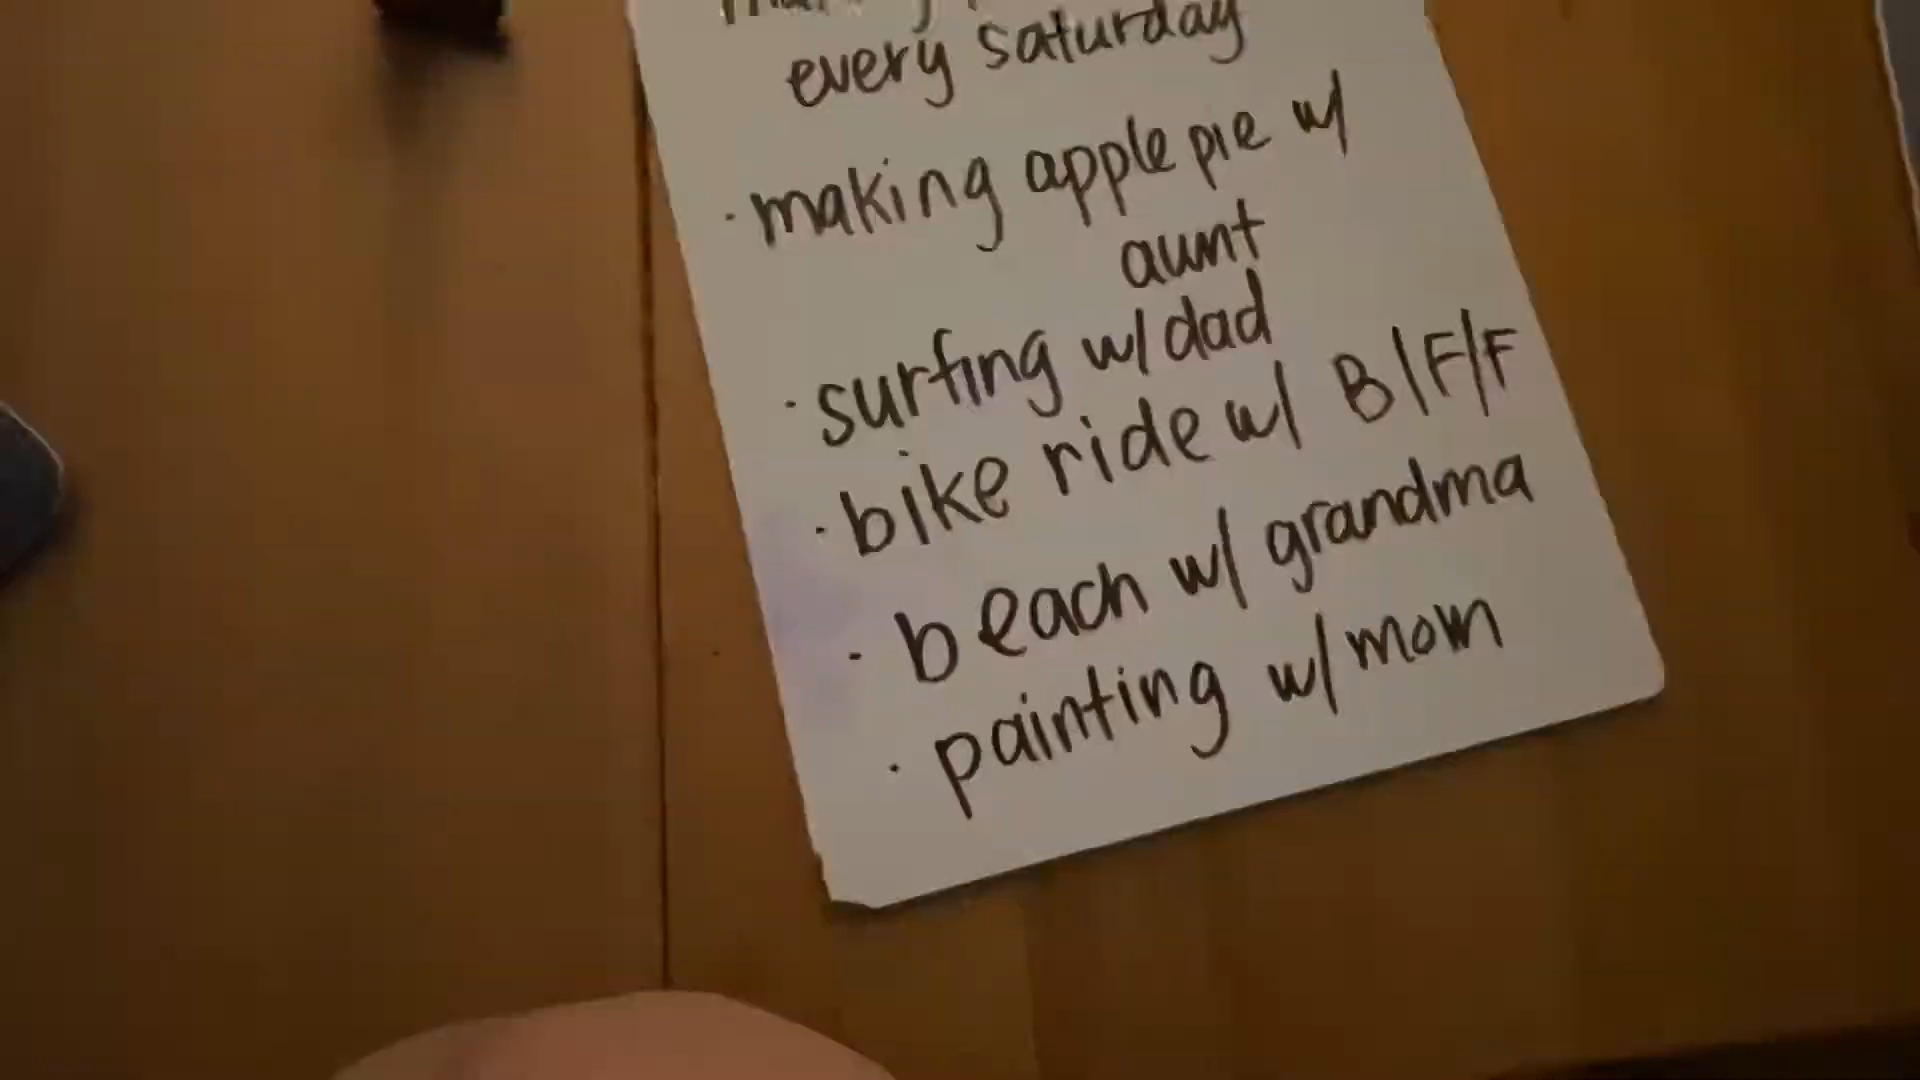 every saturday
· making apple pie w/
aunt
· surfing w/ dad
· bike ride w/ B/F/F
· beach w/ grandma
· painting w/ mom